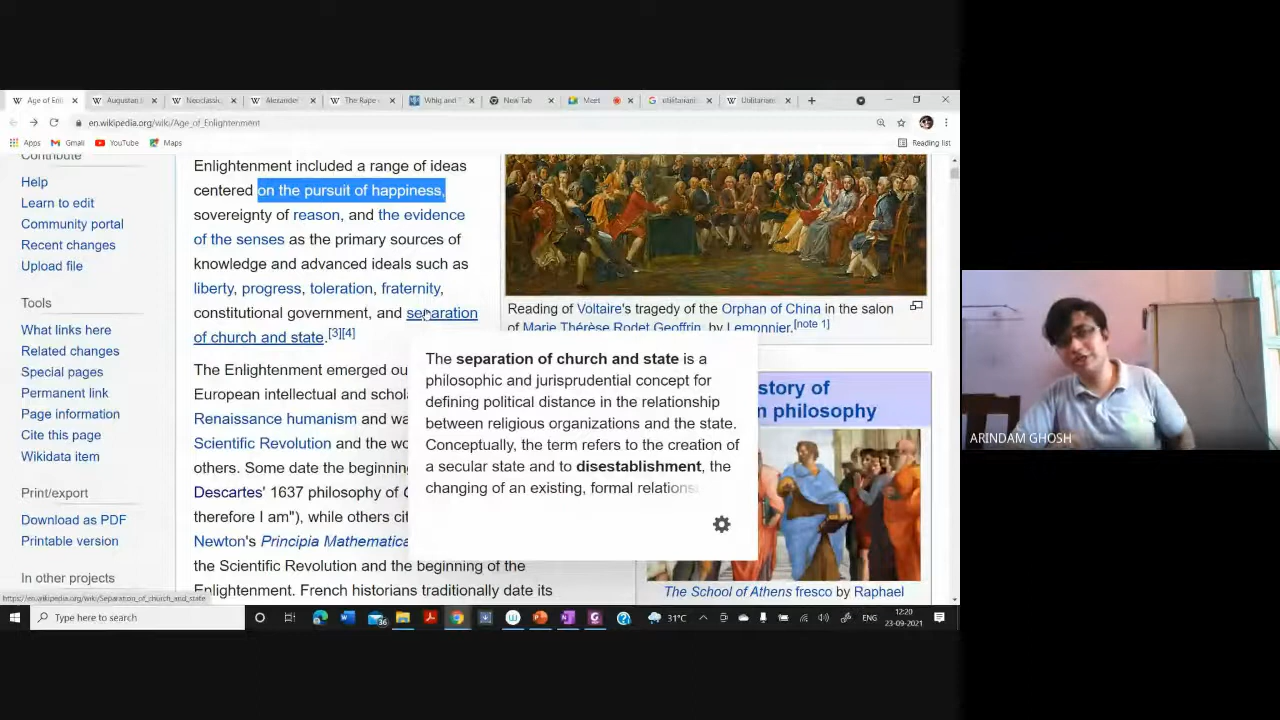 Age of Enl
Augustan l
Neoclassic
Alexander
The Rape
Whig and T
New Tab
Meet
utilitariani
Utilitarian
en.wikipedia.org/wiki/Age_of_Enlightenment
Apps
Gmail
YouTube
Maps
Reading list
Contribute
Help
Learn to edit
Community portal
Recent changes
Upload file
Tools
What links here
Related changes
Special pages
Permanent link
Page information
Cite this page
Wikidata item
Print/export
Download as PDF
Printable version
In other projects
Enlightenment included a range of ideas
centered on the pursuit of happiness,
sovereignty of reason, and the evidence
of the senses as the primary sources of
knowledge and advanced ideals such as
liberty, progress, toleration, fraternity,
constitutional government, and separation
of church and state.[3][4]
The Enlightenment emerged ou
European intellectual and schola
Renaissance humanism and wa
Scientific Revolution and the wo
others. Some date the beginning
Descartes' 1637 philosophy of C
therefore I am"), while others cit
Newton's Principia Mathematica
the Scientific Revolution and the beginning of the
Enlightenment. French historians traditionally date its
The separation of church and state is a
philosophic and jurisprudential concept for
defining political distance in the relationship
between religious organizations and the state.
Conceptually, the term refers to the creation of
a secular state and to disestablishment, the
changing of an existing, formal relations
Reading of Voltaire's tragedy of the Orphan of China in the salon
of Marie Thérèse Rodet Geoffrin, by Lemonnier.[note 1]
story of
n philosophy
The School of Athens fresco by Raphael
https://en.wikipedia.org/wiki/Separation_of_church_and_state
Type here to search
36
31°C
ENG
12:20
23-09-2021
ARINDAM GHOSH